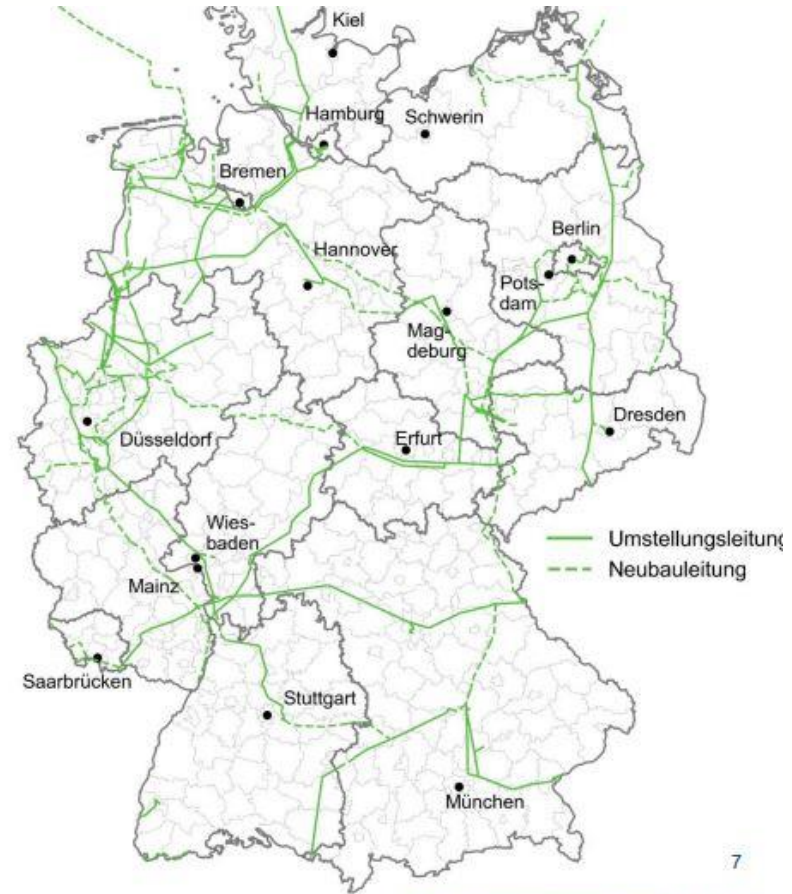 Kiel
Hamburg
Schwerin
Bremen
Berlin
Hannover
Pots-
dam
Mag-
deburg
Düsseldorf
Erfurt
Dresden
Wies-
baden
Umstellungsleitung
Neubauleitung
Mainz
Saarbrücken
Stuttgart
München
7